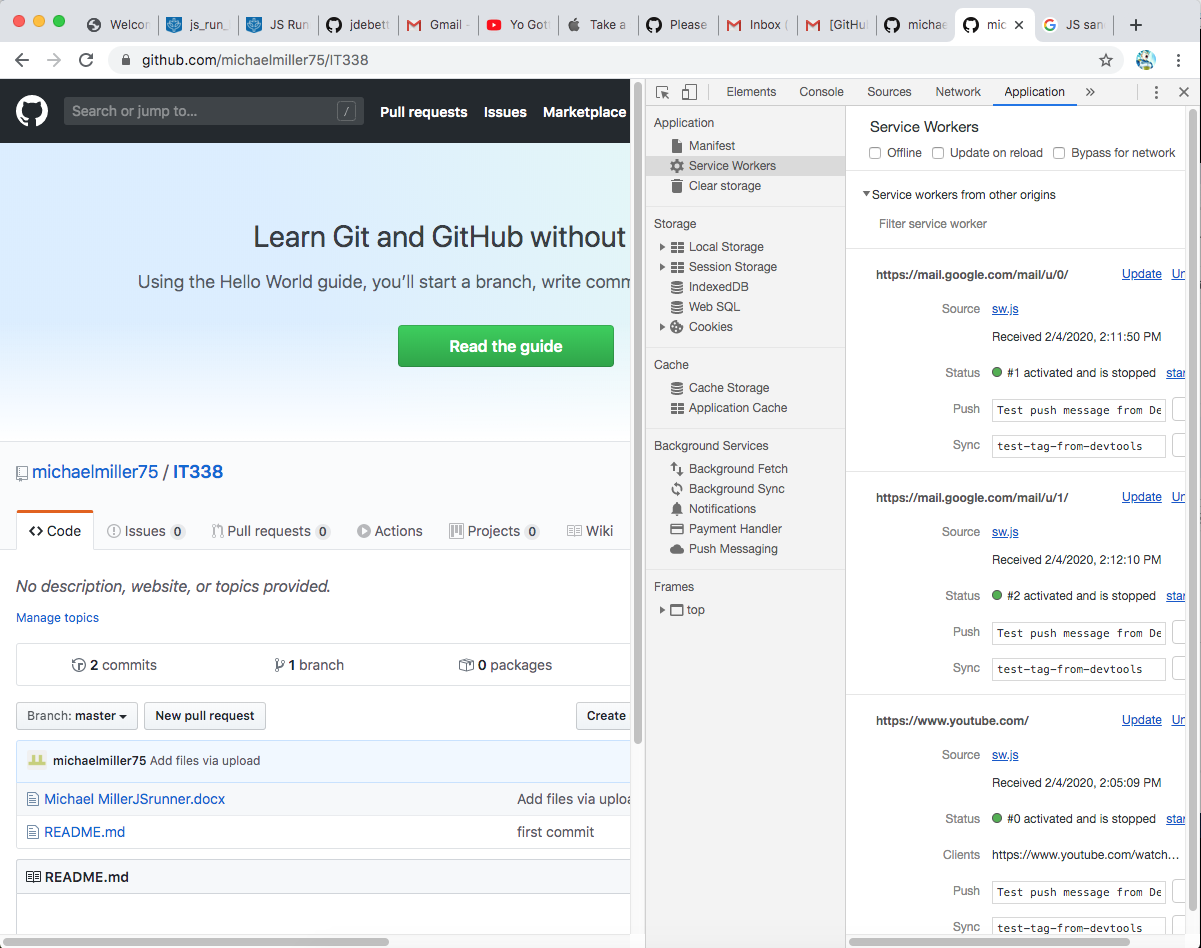 Welcon
js_run_
JS Run
jdebett
Gmail -
Yo Gott
Take a
Please
Inbox (
[GitHub
michae
mic
JS san
github.com/michaelmiller75/IT338
Search or jump to...
/
Pull requests
Issues
Marketplace
Learn Git and GitHub without
Using the Hello World guide, you'll start a branch, write comm
Read the guide
michaelmiller75 / IT338
Code
Issues 0
Pull requests 0
Actions
Projects 0
Wiki
No description, website, or topics provided.
Manage topics
2 commits
1 branch
0 packages
Branch: master
New pull request
Create
michaelmiller75 Add files via upload
Michael MillerJSrunner.docx
Add files via uploa
README.md
first commit
README.md
Elements
Console
Sources
Network
Application
Application
Manifest
Service Workers
Clear storage
Storage
Local Storage
Session Storage
IndexedDB
Web SQL
Cookies
Cache
Cache Storage
Application Cache
Background Services
Background Fetch
Background Sync
Notifications
Payment Handler
Push Messaging
Frames
top
Service Workers
Offline
Update on reload
Bypass for network
Service workers from other origins
Filter service worker
https://mail.google.com/mail/u/0/
Update
Un
Source
sw.js
Received 2/4/2020, 2:11:50 PM
Status
#1 activated and is stopped
star
Push
Test push message from De
Sync
test-tag-from-devtools
https://mail.google.com/mail/u/1/
Update
Un
Source
sw.js
Received 2/4/2020, 2:12:10 PM
Status
#2 activated and is stopped
star
Push
Test push message from De
Sync
test-tag-from-devtools
https://www.youtube.com/
Update
Un
Source
sw.js
Received 2/4/2020, 2:05:09 PM
Status
#0 activated and is stopped
star
Clients
https://www.youtube.com/watch…
Push
Test push message from De
Sync
test-tag-from-devtools